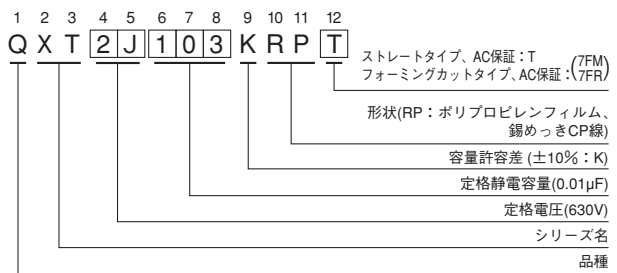 1 2 3 4 5 6 7 8 9 10 11 12
Q X T 2 J 1 0 3 K R P T
ストレートタイプ、AC保証:T
フォーミングカットタイプ、AC保証:(7FM
7FR)
形状(RP:ポリプロピレンフィルム、
錫めっきCP線)
容量許容差 (±10%:K)
定格静電容量(0.01μF)
定格電圧(630V)
シリーズ名
品種